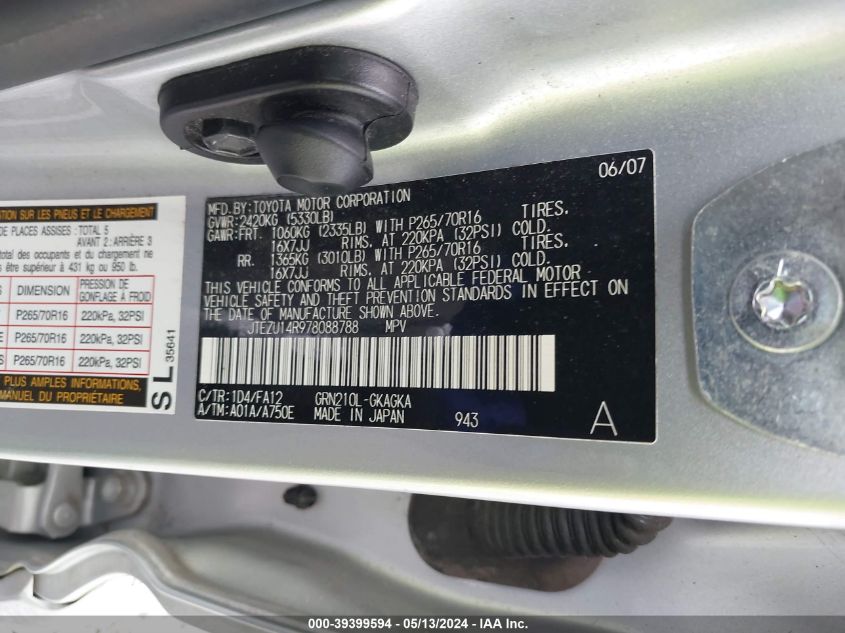 SUR LES PNEUS ET LE CHARGEMENT
DE PLACES ASSISES : TOTAL 5
AVANT 2 : ARRIÈRE 3
total des occupants et du chargement ne
être supérieur à 431 kg ou 950 lb.
DIMENSION PRESSION DE GONFLAGE À FROID
P265/70R16 220kPa, 32PSI
P265/70R16 220kPa, 32PSI
P265/70R16 220kPa, 32PSI
PLUS AMPLES INFORMATIONS,
MANUEL DU PROPRIÉTAIRE
SL 35641
06/07
MFD.BY:TOYOTA MOTOR CORPORATION
GVWR:2420KG (5330LB)
GAWR:FRT. 1060KG (2335LB) WITH P265/70R16 TIRES,
16X7JJ RIMS, AT 220KPA (32PSI) COLD.
RR. 1365KG (3010LB) WITH P265/70R16 TIRES,
16X7JJ RIMS, AT 220KPA (32PSI) COLD.
THIS VEHICLE CONFORMS TO ALL APPLICABLE FEDERAL MOTOR
VEHICLE SAFETY AND THEFT PREVENTION STANDARDS IN EFFECT ON
THE DATE OF MANUFACTURE SHOWN ABOVE.
JTEZU14R978088788 MPV
C/TR:1D4/FA12 GRN210L-GKAGKA
A/TM:A01A/A750E MADE IN JAPAN 943 A
000-39399594 - 05/13/2024 - IAA Inc.